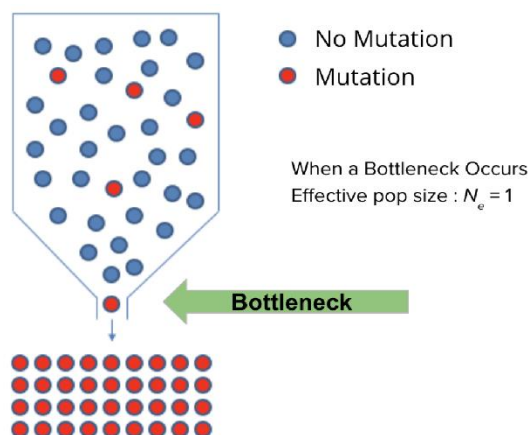 No Mutation
Mutation
When a Bottleneck Occurs
Effective pop size : Nₑ = 1
Bottleneck